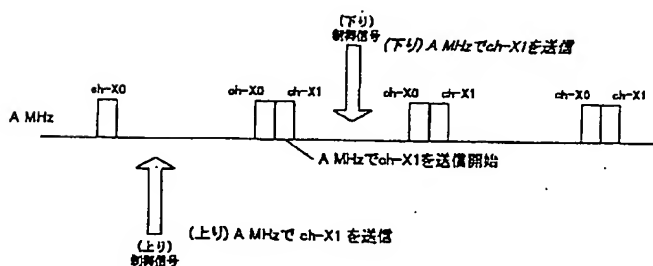 (下り)
制御信号
(下り) A MHzでch-X1を送信
ch-X0
ch-X0 ch-X1
ch-X0 ch-X1
ch-X0 ch-X1
A MHz
A MHzでch-X1を送信開始
(上り) A MHzで ch-X1 を送信
(上り)
制御信号